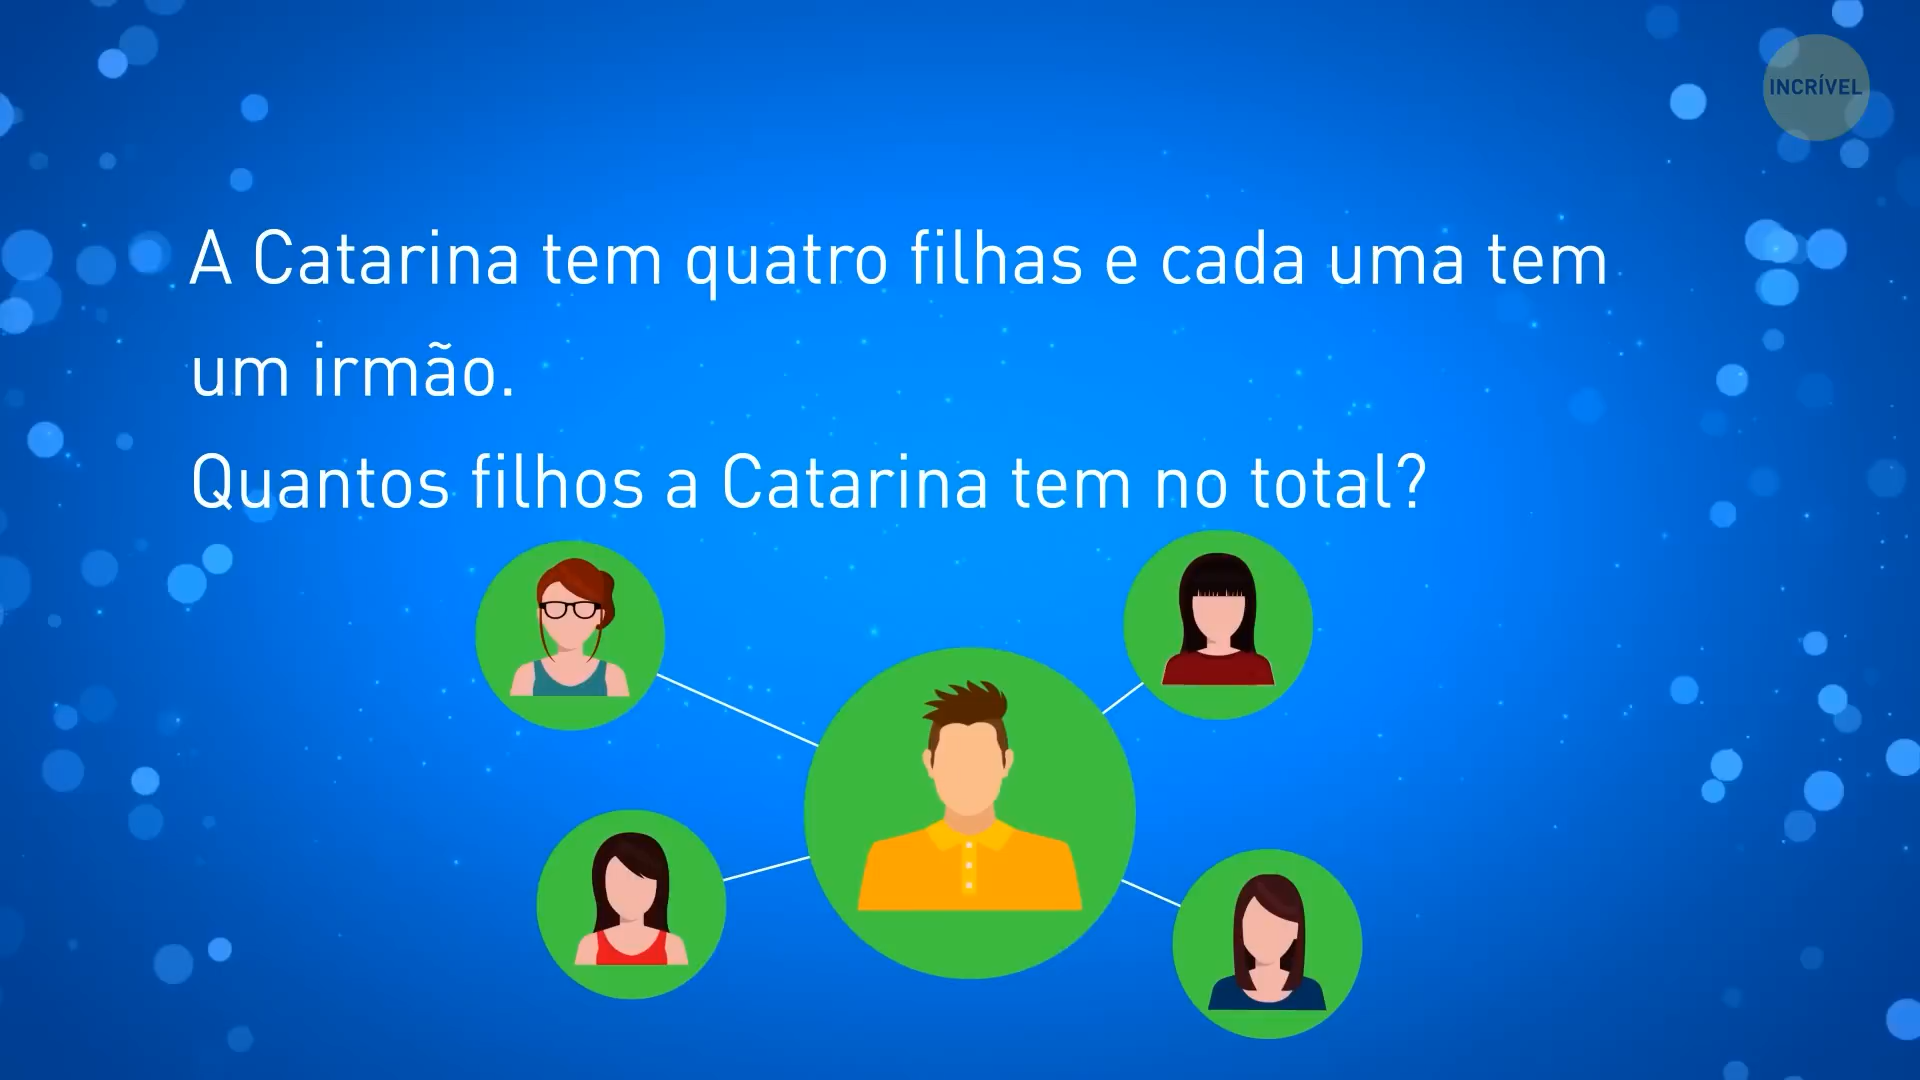 INCRÍVEL
A Catarina tem quatro filhas e cada uma tem
um irmão.
Quantos filhos a Catarina tem no total?